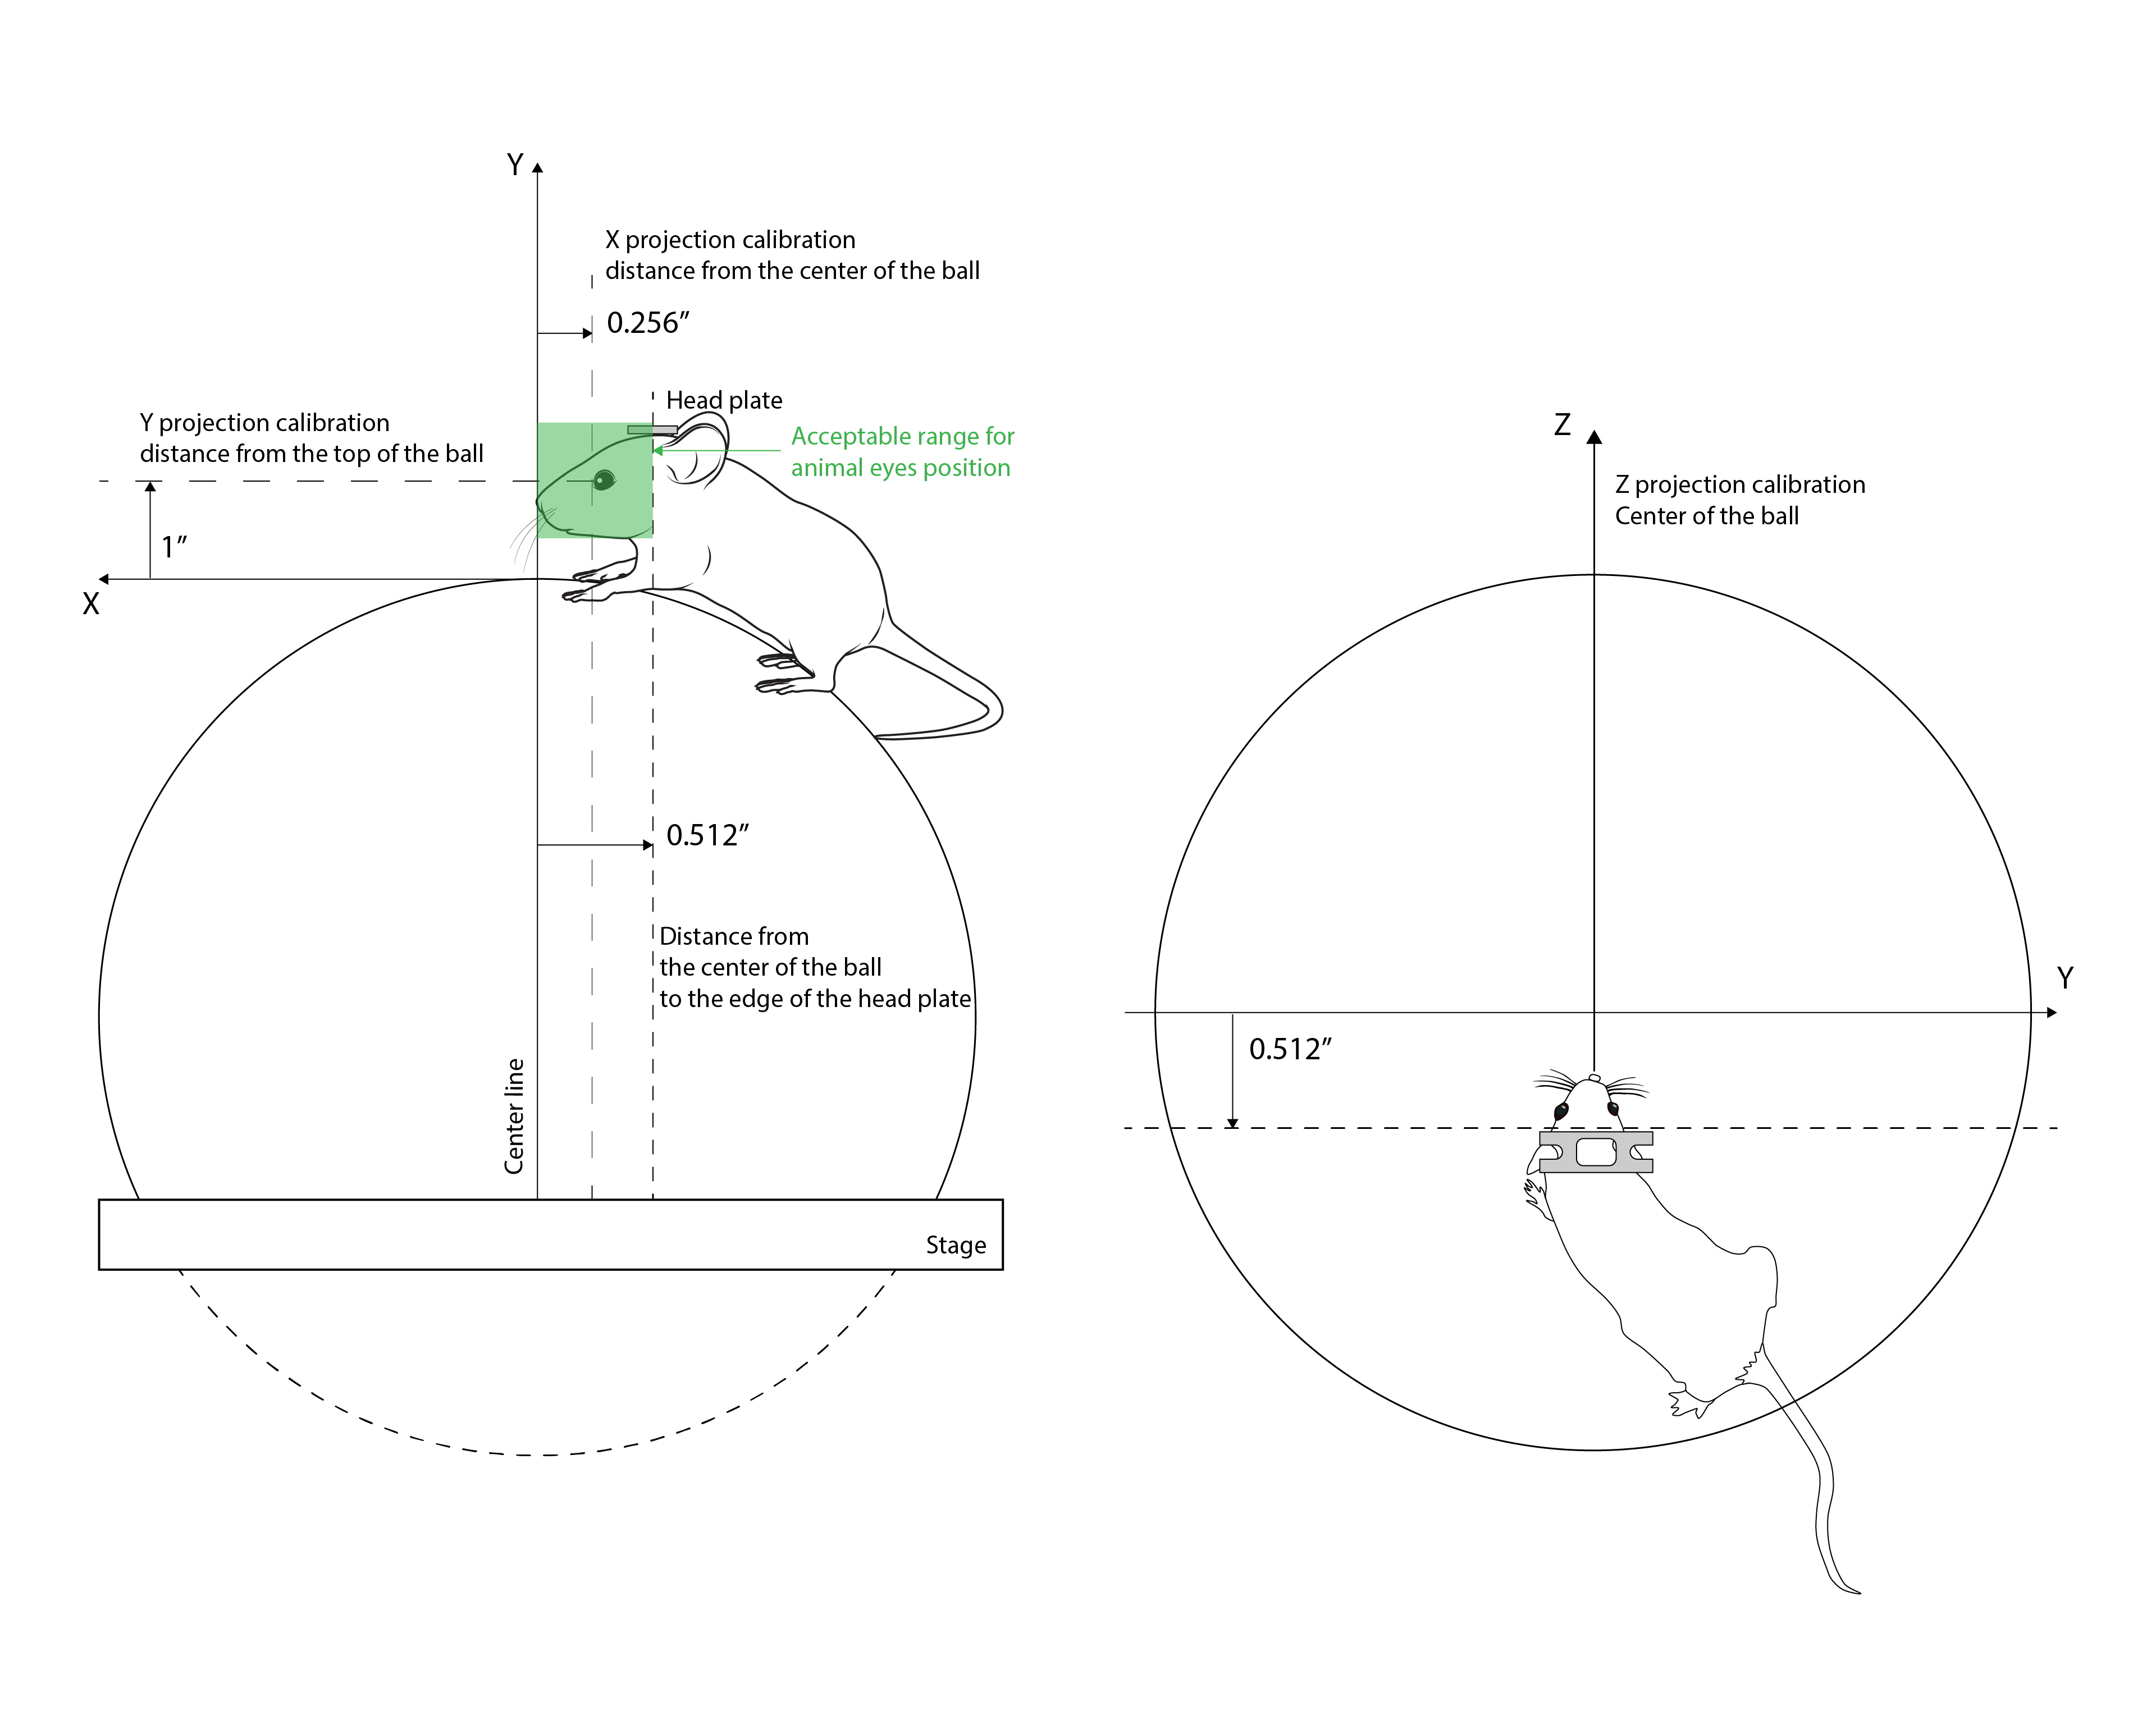 Y
X projection calibration
distance from the center of the ball
0.256″
Head plate
Y projection calibration
distance from the top of the ball
Acceptable range for
animal eyes position
1″
X
0.512″
Distance from
the center of the ball
to the edge of the head plate
Center line
Stage
Z
Z projection calibration
Center of the ball
Y
0.512″